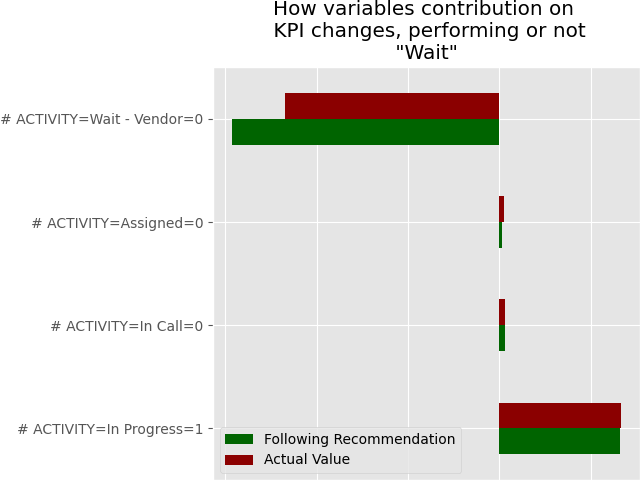 How variables contribution on
KPI changes, performing or not
"Wait"
# ACTIVITY=Wait - Vendor=0
# ACTIVITY=Assigned=0
# ACTIVITY=In Call=0
# ACTIVITY=In Progress=1
Following Recommendation
Actual Value